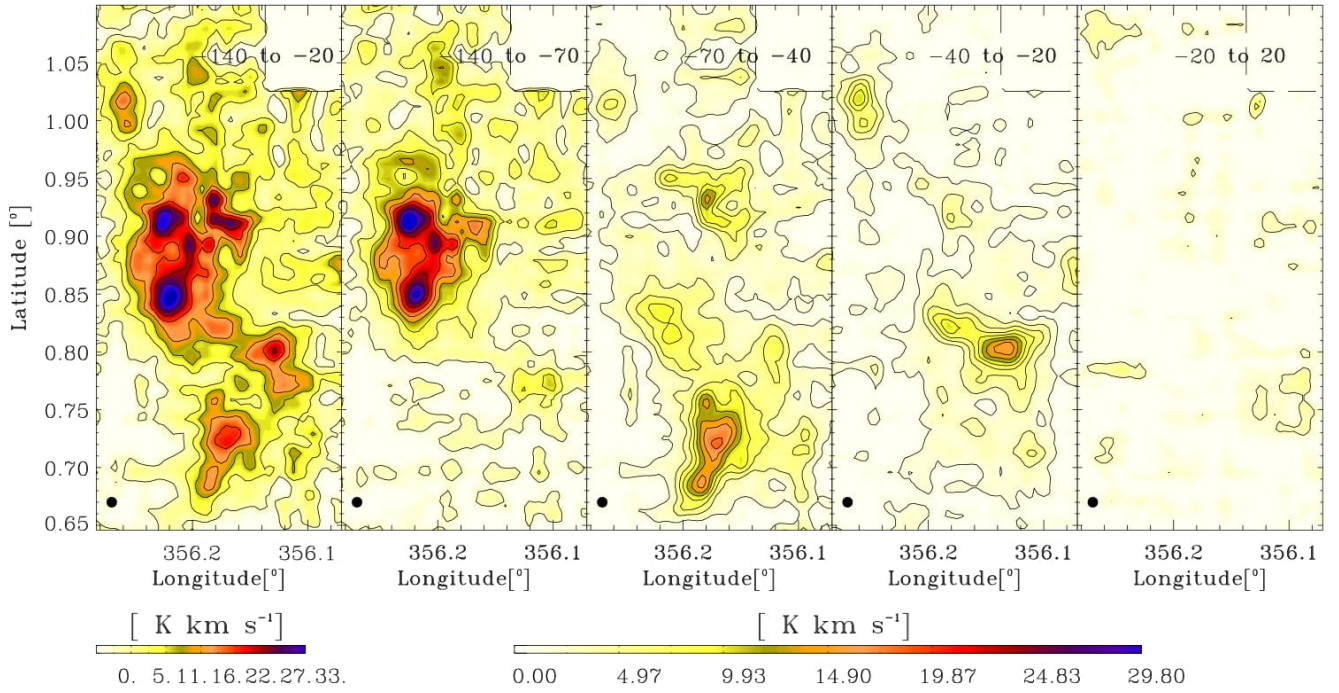 140 to −20 140 to −70 −70 to −40 −40 to −20 −20 to 20
1.05
1.00
0.95
0.90
0.85
0.80
0.75
0.70
0.65
Latitude [°]
356.2 356.1 356.2 356.1 356.2 356.1 356.2 356.1 356.2 356.1
Longitude[°] Longitude[°] Longitude[°] Longitude[°] Longitude[°]
[ K km s⁻¹] [ K km s⁻¹]
0. 5.11.16.22.27.33. 0.00 4.97 9.93 14.90 19.87 24.83 29.80